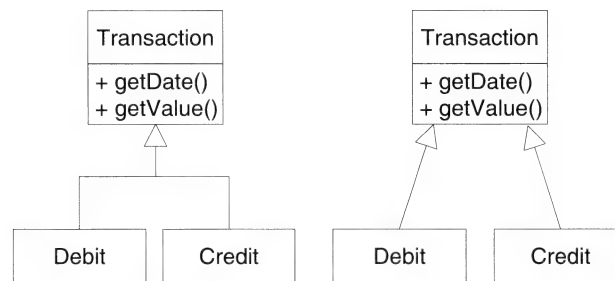 Transaction
+ getDate()
+ getValue()
Debit
Credit
Transaction
+ getDate()
+ getValue()
Debit
Credit